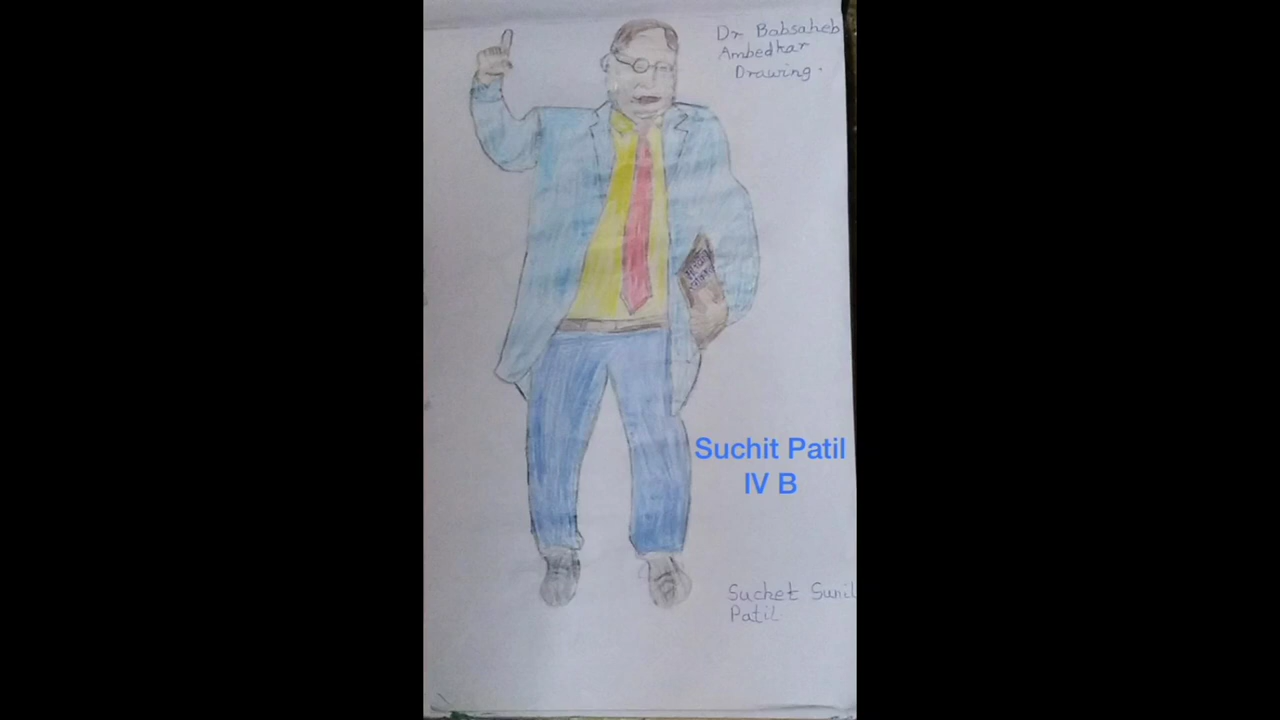 Dr Babsaheb
Ambedkar
Drawing.
Suchit Patil
IV B
Suchet Sunil
Patil.